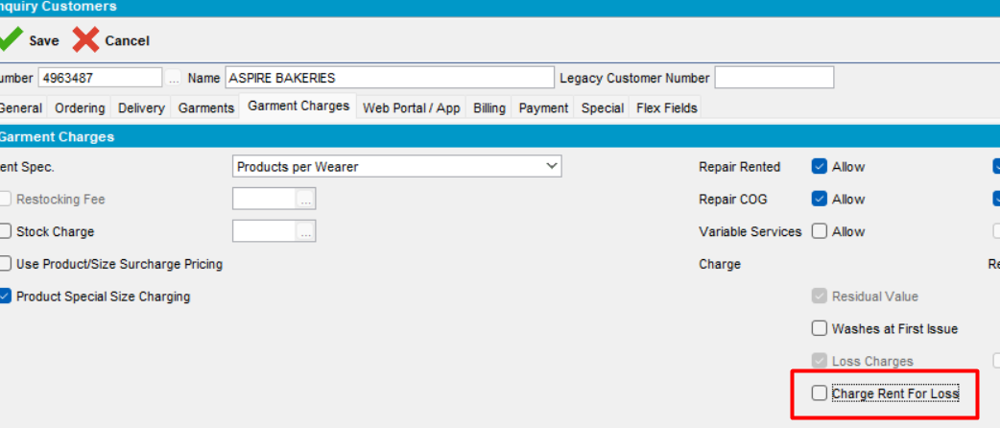 nquiry Customers
Save Cancel
umber 4963487 ... Name ASPIRE BAKERIES Legacy Customer Number
General Ordering Delivery Garments Garment Charges Web Portal / App Billing Payment Special Flex Fields
Garment Charges
ent Spec. Products per Wearer Repair Rented Allow
Restocking Fee ... Repair COG Allow
Stock Charge ... Variable Services Allow
Use Product/Size Surcharge Pricing Charge Re
Product Special Size Charging Residual Value
Washes at First Issue
Loss Charges
Charge Rent For Loss